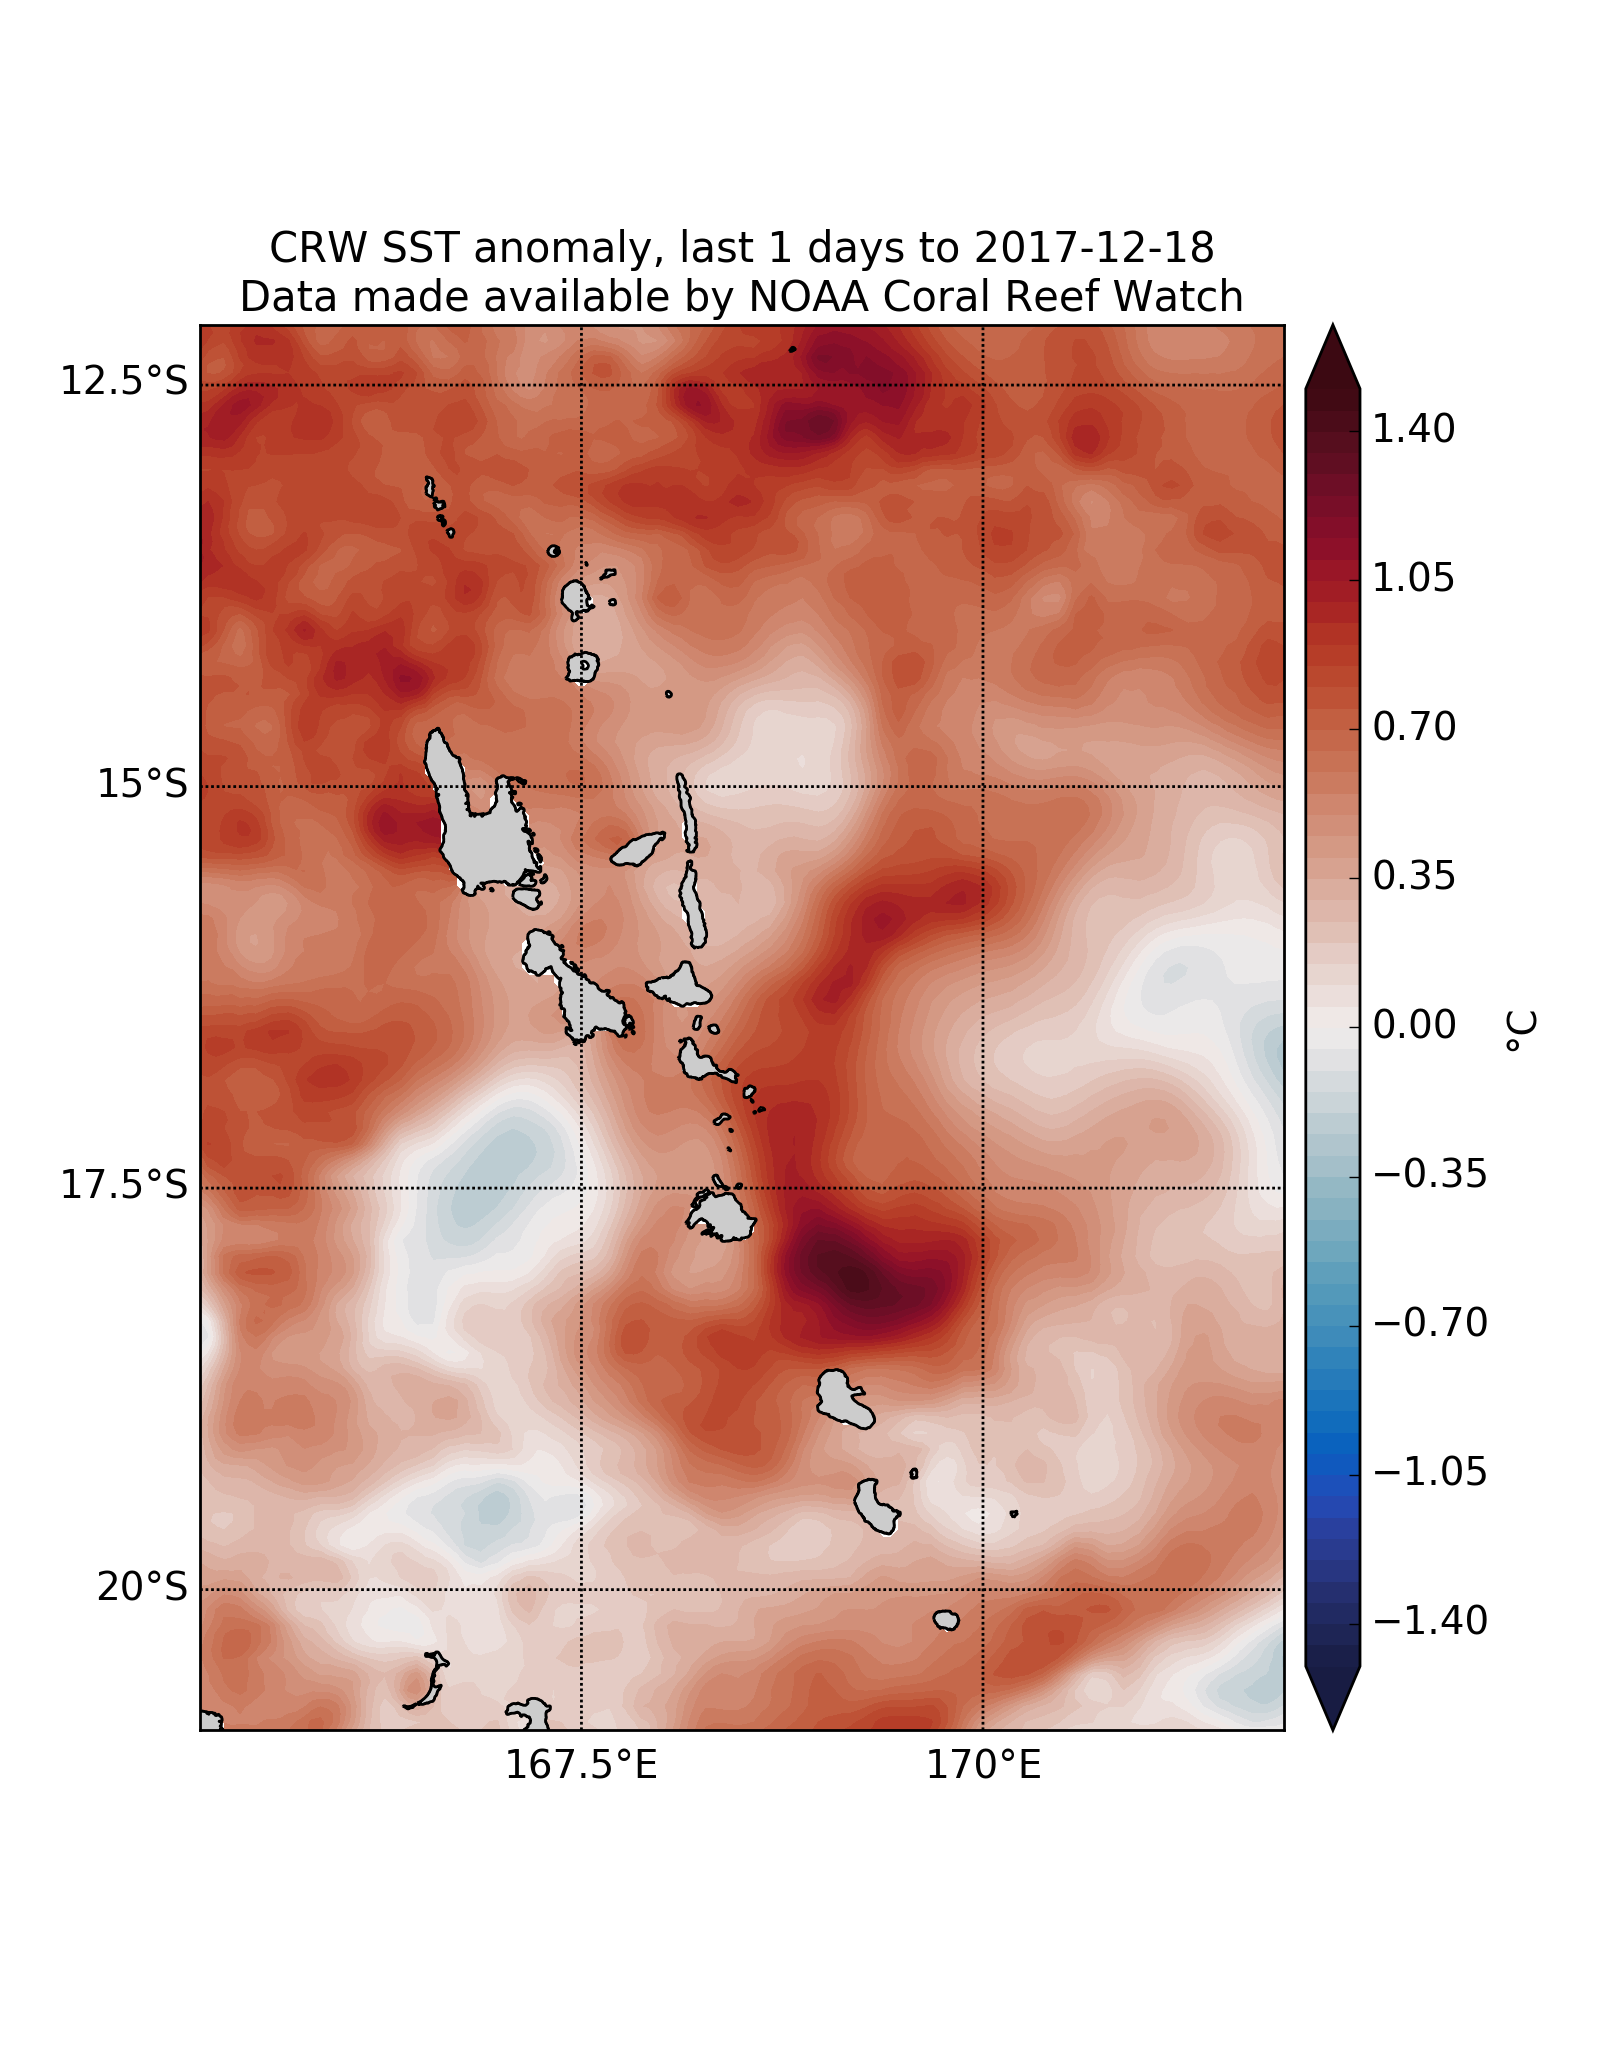 CRW SST anomaly, last 1 days to 2017-12-18
Data made available by NOAA Coral Reef Watch
12.5°S
15°S
17.5°S
20°S
167.5°E
170°E
1.40
1.05
0.70
0.35
0.00
−0.35
−0.70
−1.05
−1.40
°C